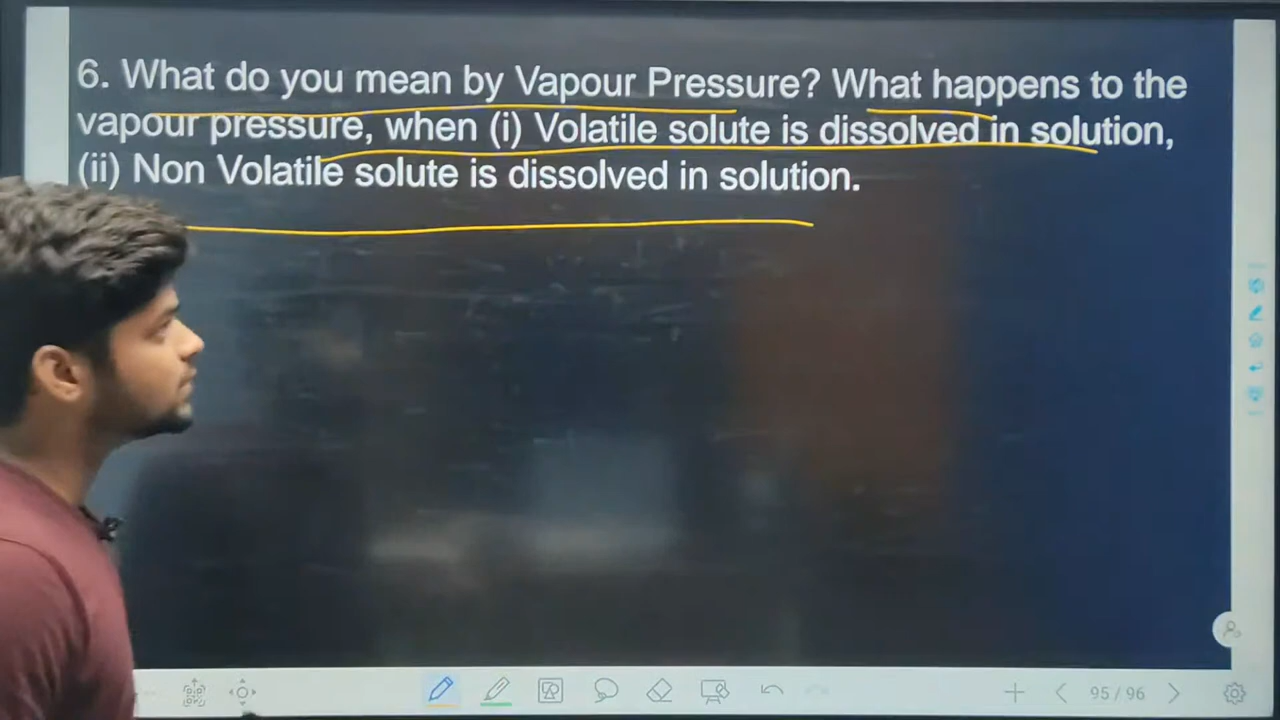 6. What do you mean by Vapour Pressure? What happens to the
vapour pressure, when (i) Volatile solute is dissolved in solution,
(ii) Non Volatile solute is dissolved in solution.
95 / 96